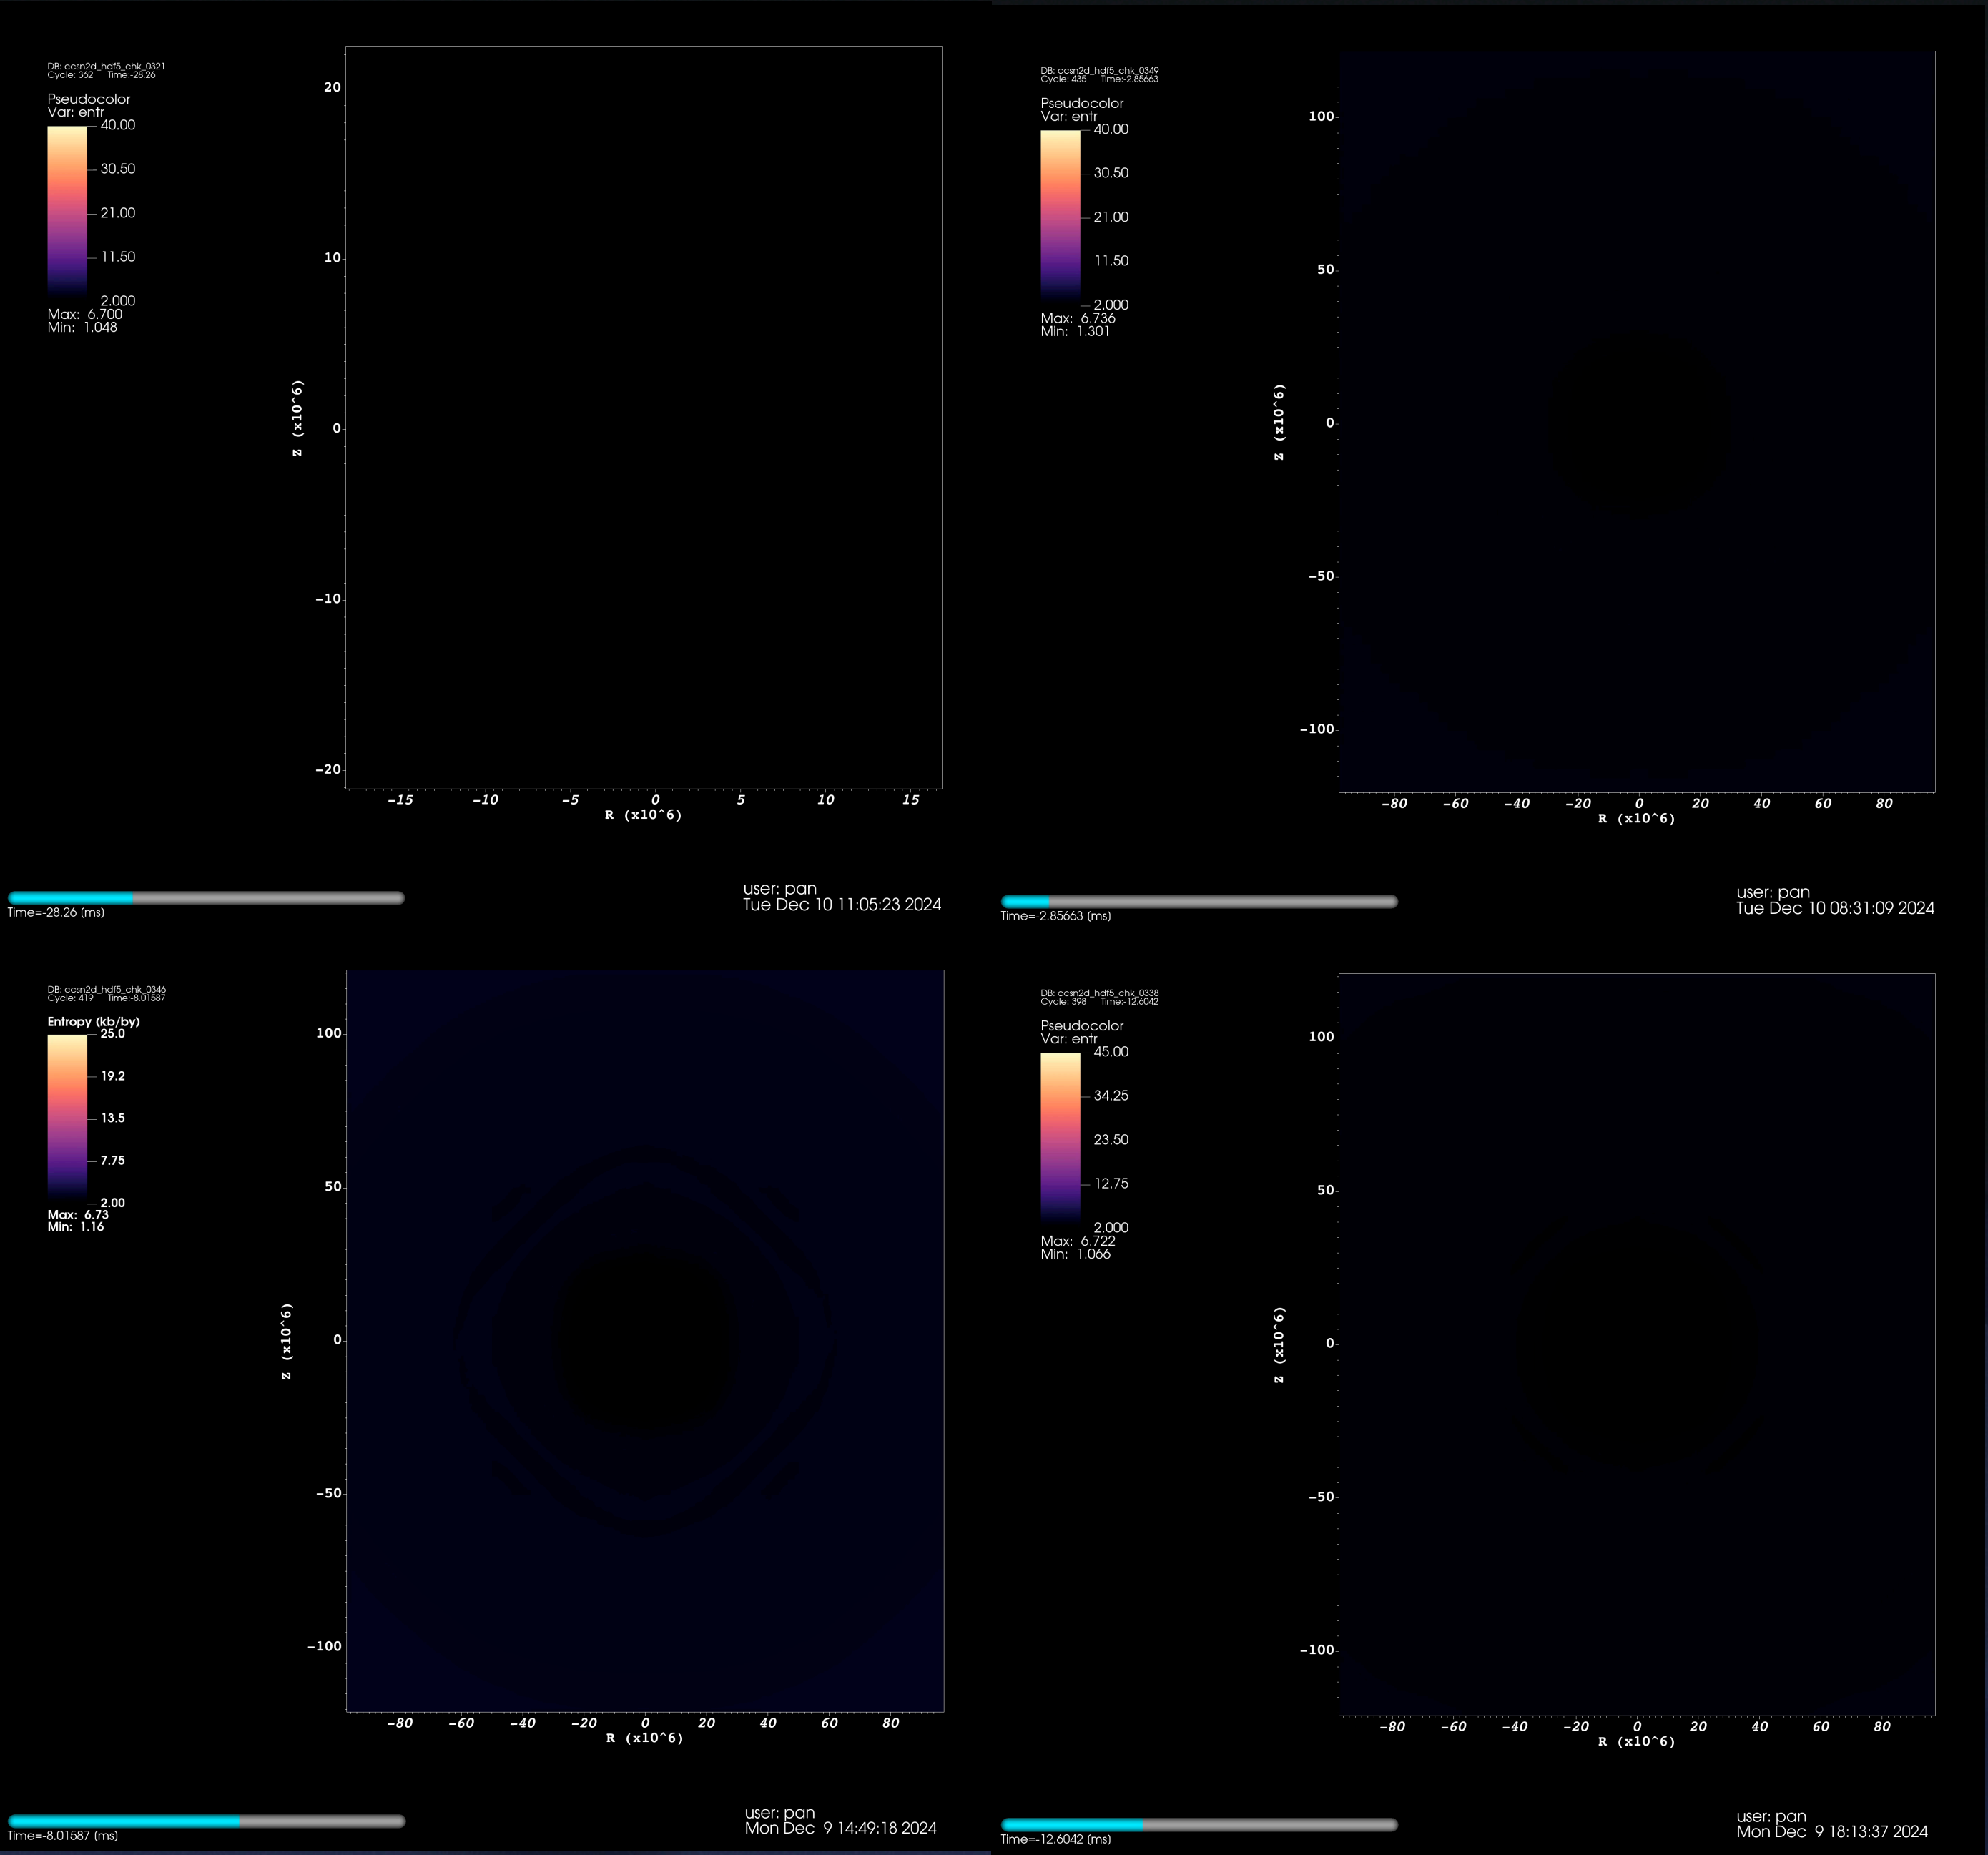 DB: ccsn2d_hdf5_chk_0321
Cycle: 362 Time:-28.26
Pseudocolor
Var: entr
40.00
30.50
21.00
11.50
2.000
Max: 6.700
Min: 1.048
20
10
0
-10
-20
Z (x10^6)
-15 -10 -5 0 5 10 15
R (x10^6)
Time=-28.26 (ms)
user: pan
Tue Dec 10 11:05:23 2024
DB: ccsn2d_hdf5_chk_0349
Cycle: 435 Time:-2.85663
Pseudocolor
Var: entr
40.00
30.50
21.00
11.50
2.000
Max: 6.736
Min: 1.301
100
50
0
-50
-100
Z (x10^6)
-80 -60 -40 -20 0 20 40 60 80
R (x10^6)
Time=-2.85663 (ms)
user: pan
Tue Dec 10 08:31:09 2024
DB: ccsn2d_hdf5_chk_0346
Cycle: 419 Time:-8.01587
Entropy (kb/by)
25.0
19.2
13.5
7.75
2.00
Max: 6.73
Min: 1.16
100
50
0
-50
-100
Z (x10^6)
-80 -60 -40 -20 0 20 40 60 80
R (x10^6)
Time=-8.01587 (ms)
user: pan
Mon Dec 9 14:49:18 2024
DB: ccsn2d_hdf5_chk_0338
Cycle: 398 Time:-12.6042
Pseudocolor
Var: entr
45.00
34.25
23.50
12.75
2.000
Max: 6.722
Min: 1.066
100
50
0
-50
-100
Z (x10^6)
-80 -60 -40 -20 0 20 40 60 80
R (x10^6)
Time=-12.6042 (ms)
user: pan
Mon Dec 9 18:13:37 2024